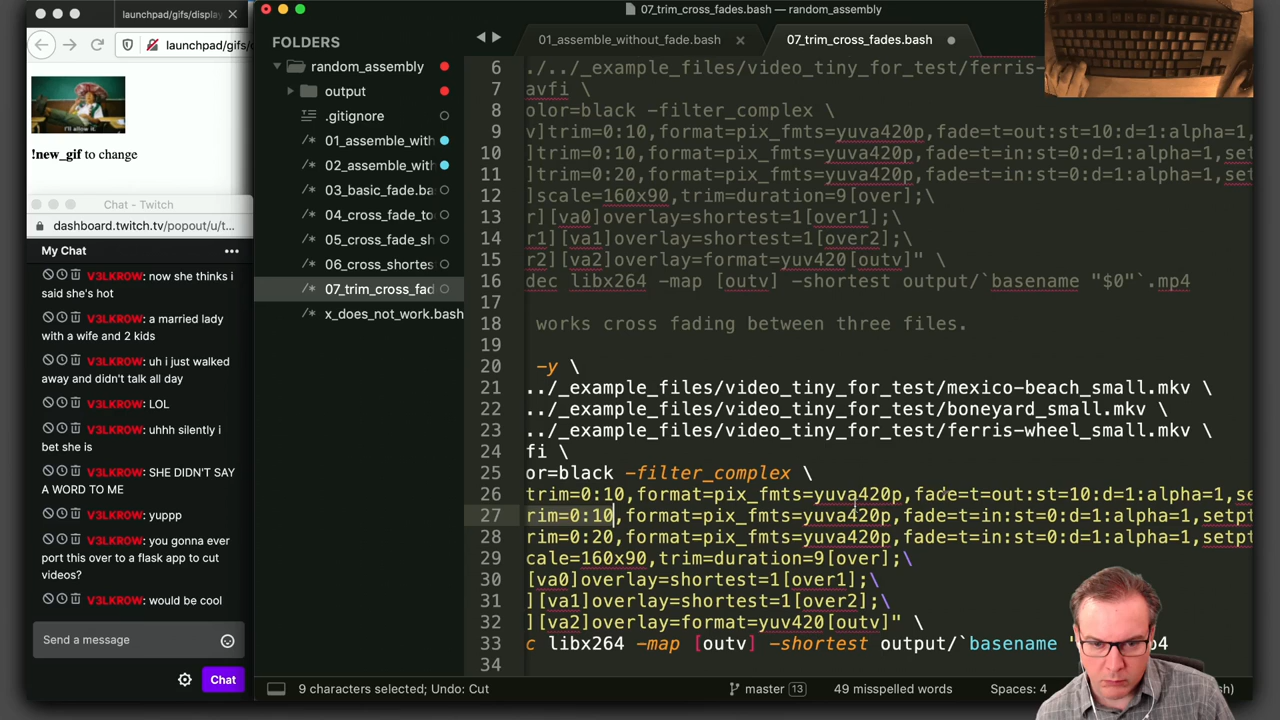 launchpad/gifs/display
launchpad/gifs/d
I'll allow it.
!new_gif to change
Chat - Twitch
dashboard.twitch.tv/popout/u/t...
My Chat
V3LKR0W: now she thinks i
said she's hot
V3LKR0W: a married lady
with a wife and 2 kids
V3LKR0W: uh i just walked
away and didn't talk all day
V3LKR0W: LOL
V3LKR0W: uhhh silently i
bet she is
V3LKR0W: SHE DIDN'T SAY
A WORD TO ME
V3LKR0W: yuppp
V3LKR0W: you gonna ever
port this over to a flask app to cut
videos?
V3LKR0W: would be cool
Send a message
Chat
07_trim_cross_fades.bash — random_assembly
FOLDERS
random_assembly
output
.gitignore
01_assemble_with
02_assemble_with
03_basic_fade.ba
04_cross_fade_to
05_cross_fade_sh
06_cross_shortes
07_trim_cross_fad
x_does_not_work.bash
01_assemble_without_fade.bash
07_trim_cross_fades.bash
6 ./../_example_files/video_tiny_for_test/ferris-
7 avfi \
8 olor=black -filter_complex \
9 v]trim=0:10,format=pix_fmts=yuva420p,fade=t=out:st=10:d=1:alpha=1,
10 ]trim=0:10,format=pix_fmts=yuva420p,fade=t=in:st=0:d=1:alpha=1,set
11 ]trim=0:20,format=pix_fmts=yuva420p,fade=t=in:st=0:d=1:alpha=1,set
12 ]scale=160x90,trim=duration=9[over];\
13 r][va0]overlay=shortest=1[over1];\
14 r1][va1]overlay=shortest=1[over2];\
15 r2][va2]overlay=format=yuv420[outv]" \
16 dec libx264 -map [outv] -shortest output/`basename "$0"`.mp4
17
18 works cross fading between three files.
19
20 -y \
21 ../_example_files/video_tiny_for_test/mexico-beach_small.mkv \
22 ../_example_files/video_tiny_for_test/boneyard_small.mkv \
23 ../_example_files/video_tiny_for_test/ferris-wheel_small.mkv \
24 fi \
25 or=black -filter_complex \
26 trim=0:10,format=pix_fmts=yuva420p,fade=t=out:st=10:d=1:alpha=1,se
27 rim=0:10,format=pix_fmts=yuva420p,fade=t=in:st=0:d=1:alpha=1,setp
28 rim=0:20,format=pix_fmts=yuva420p,fade=t=in:st=0:d=1:alpha=1,setpt
29 cale=160x90,trim=duration=9[over];\
30 [va0]overlay=shortest=1[over1];\
31 ][va1]overlay=shortest=1[over2];\
32 ][va2]overlay=format=yuv420[outv]" \
33 c libx264 -map [outv] -shortest output/`basename " p4
34
9 characters selected; Undo: Cut
master 13
49 misspelled words
Spaces: 4
h)